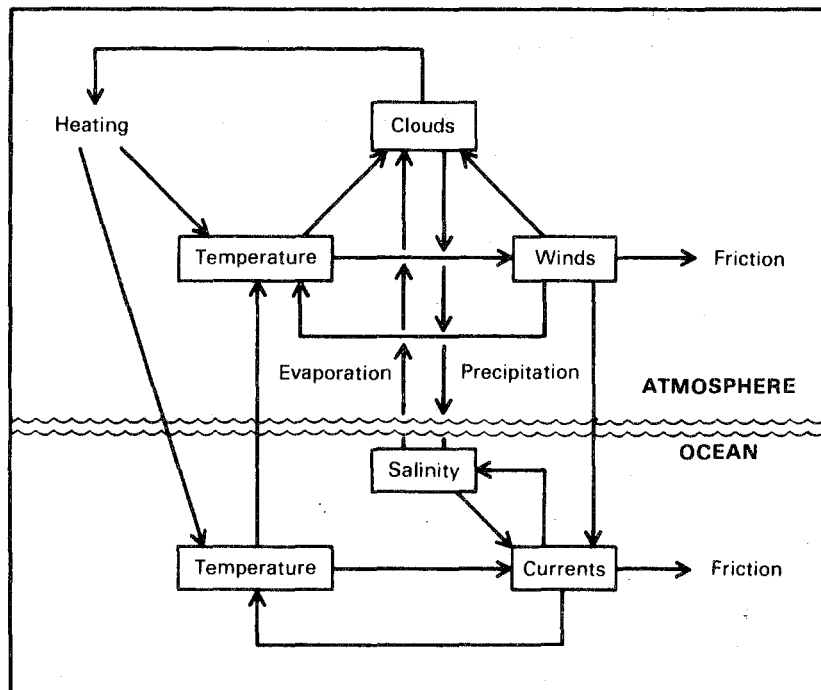 Heating
Clouds
Temperature
Winds
Friction
Evaporation
Precipitation
ATMOSPHERE
OCEAN
Salinity
Temperature
Currents
Friction